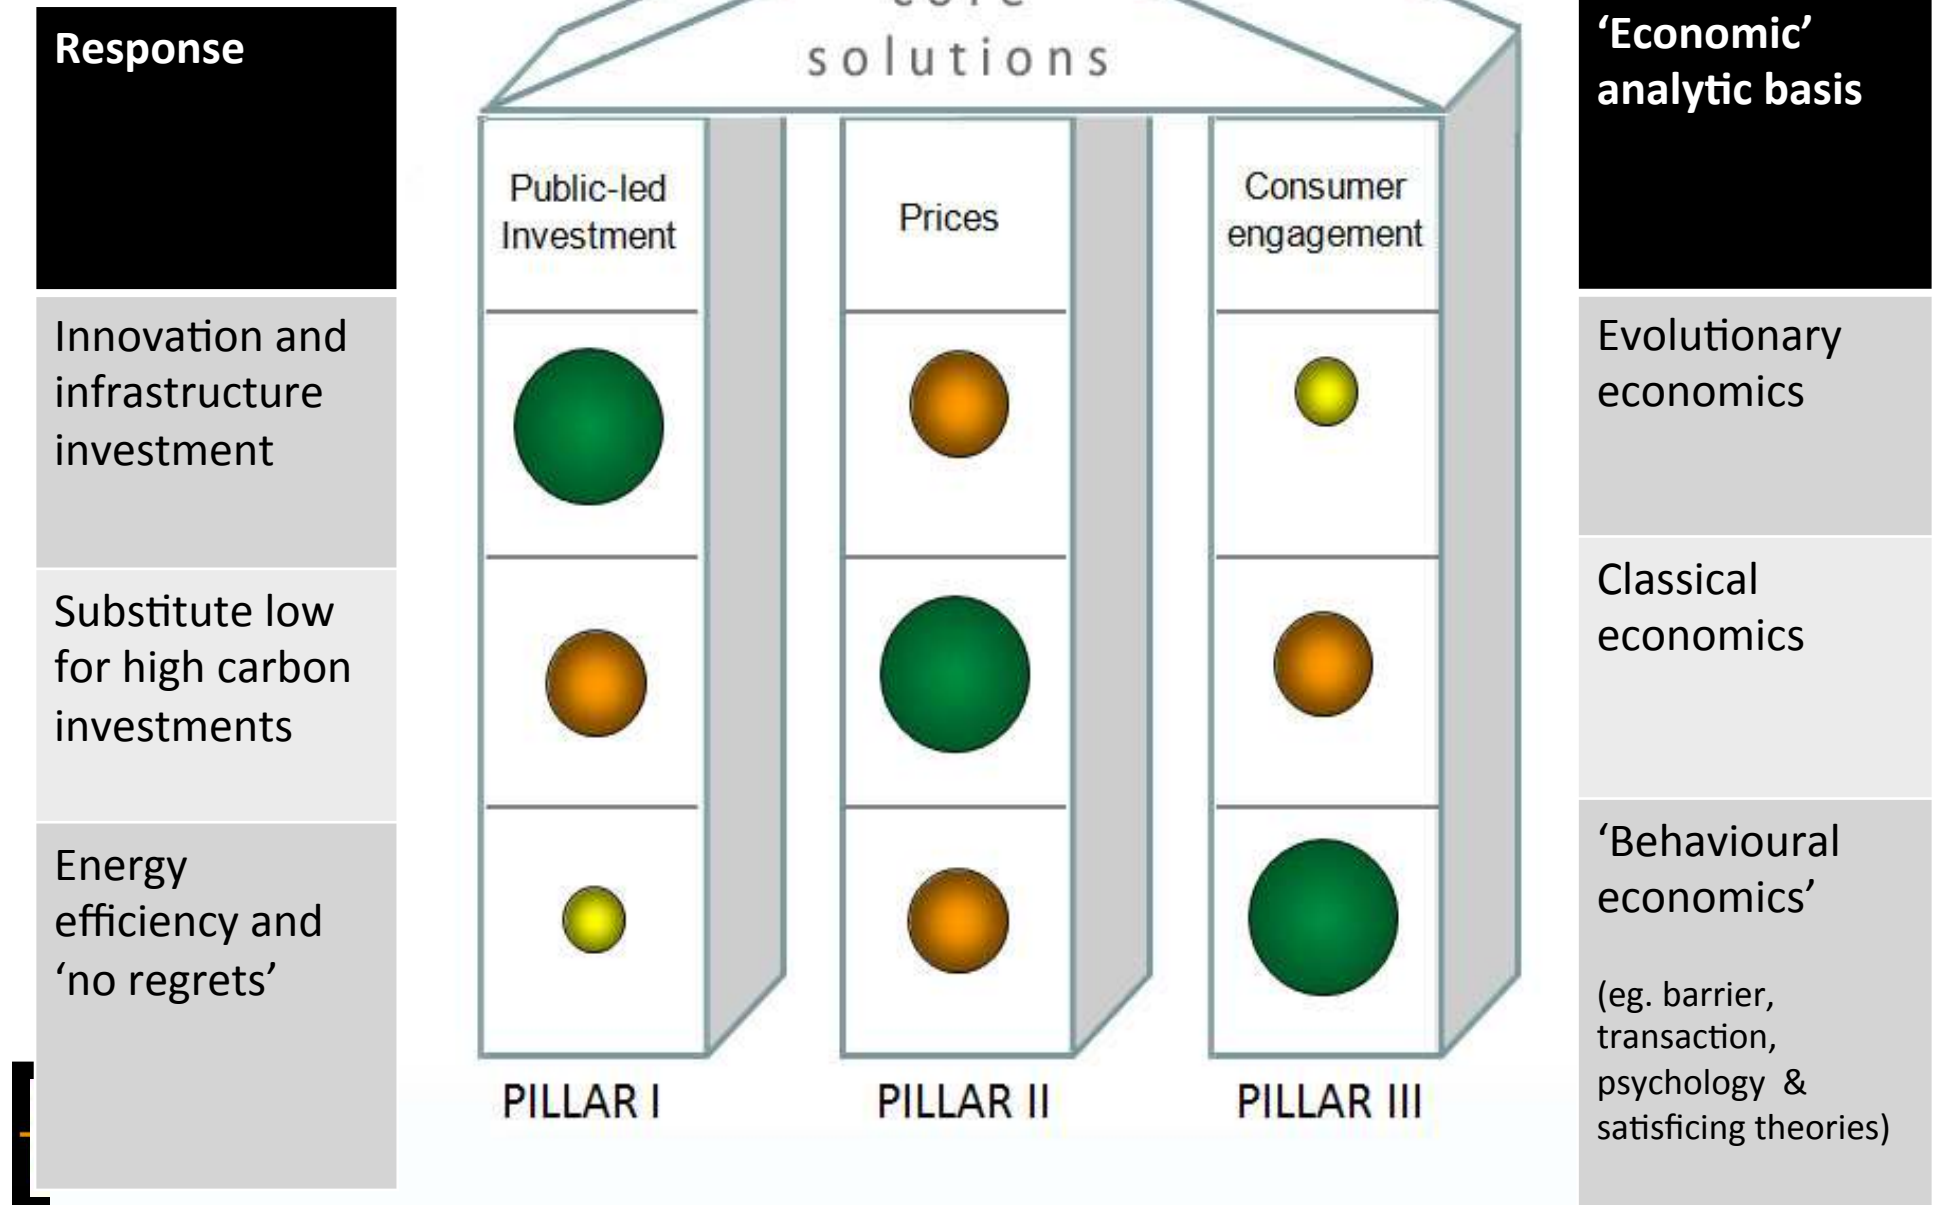 Response
core
solutions
‘Economic’
analytic basis
Public-led
Investment
Prices
Consumer
engagement
Innovation and
infrastructure
investment
Evolutionary
economics
Substitute low
for high carbon
investments
Classical
economics
Energy
efficiency and
‘no regrets’
‘Behavioural
economics’
(eg. barrier,
transaction,
psychology &
satisficing theories)
PILLAR I
PILLAR II
PILLAR III